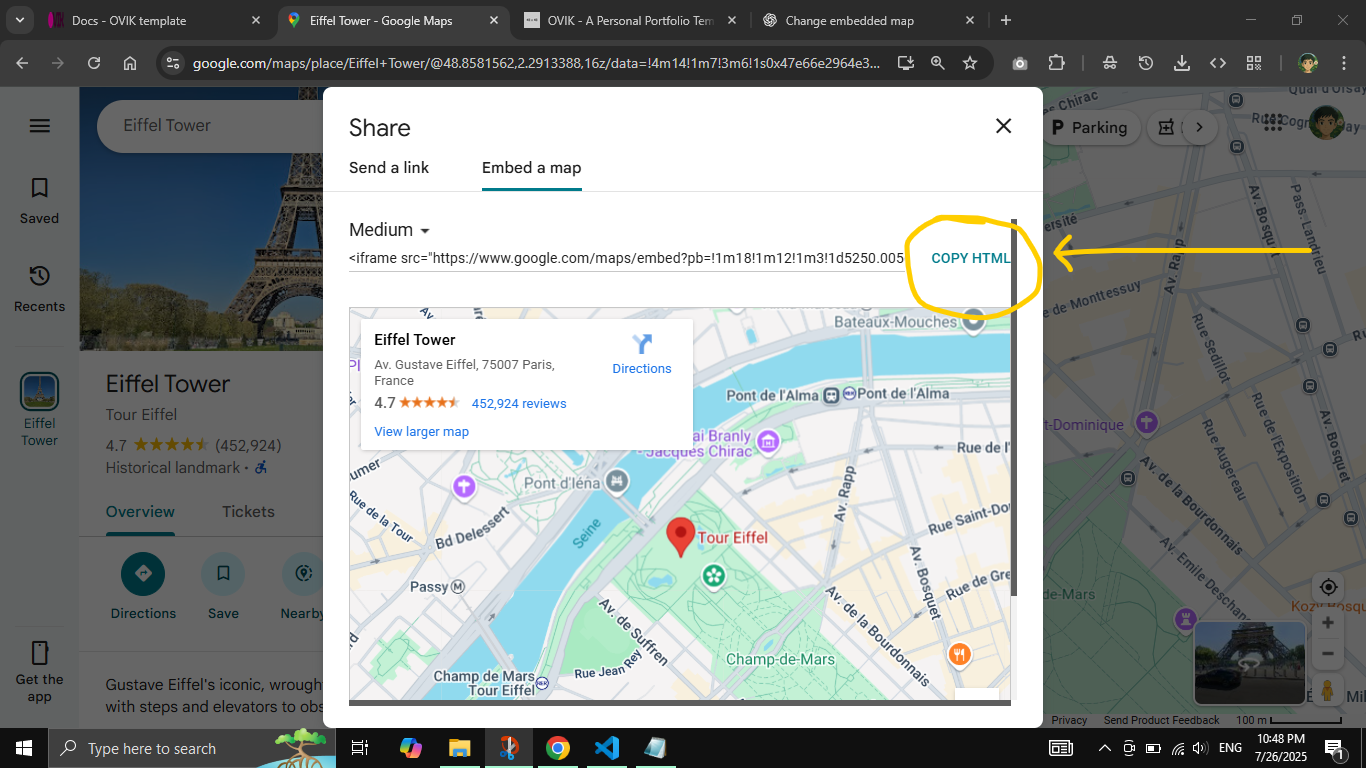 Docs - OVIK template
Eiffel Tower - Google Maps
OVIK - A Personal Portfolio Tem
Change embedded map
google.com/maps/place/Eiffel+Tower/@48.8581562,2.2913388,16z/data=!4m14!1m7!3m6!1s0x47e66e2964e3...
Eiffel Tower
Saved
Recents
Eiffel
Tower
Get the
app
Eiffel Tower
Tour Eiffel
4.7 (452,924)
Historical landmark ·
Overview
Tickets
Directions
Save
Nearby
Gustave Eiffel's iconic, wrough
with steps and elevators to obs
Share
Send a link
Embed a map
Medium
<iframe src="https://www.google.com/maps/embed?pb=!1m18!1m12!1m3!1d5250.005
COPY HTML
Eiffel Tower
Av. Gustave Eiffel, 75007 Paris,
France
4.7
452,924 reviews
View larger map
Directions
Bateaux-Mouches
Pont de l'Alma
Pont de l'Alma
ai Branly
Jacques Chirac
Rue de l'
Pont d'Iéna
Av. Rapp
Rue de la Tour
Bd Delessert
Seine
Rue Saint-Do
Tour Eiffel
Passy
Av. Bosquet
Rue de Gre
Av. de Suffren
Av. de la Bourdonnais
Rue Jean Rey
Champ-de-Mars
Champ de Mars
Tour Eiffel
Parking
Quai d'Orsay
Chirac
Rue Cogn
ersité
Av. Bosquet
Pass. Landrieu
Av. Rapp
de Monttessuy
Rue Sedillot
t-Dominique
Rue Augereau
Rue de l'Exposition
Av. Bosquet
Av. de la Bourdonnais
Av. Emile Deschan
de-Mars
Kozy Bosquet
Privacy
Send Product Feedback
100 m
Type here to search
ENG
10:48 PM
7/26/2025
1